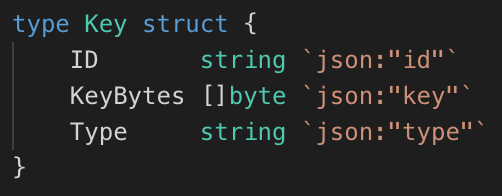 type Key struct {
    ID        string `json:"id"`
    KeyBytes []byte `json:"key"`
    Type      string `json:"type"`
}